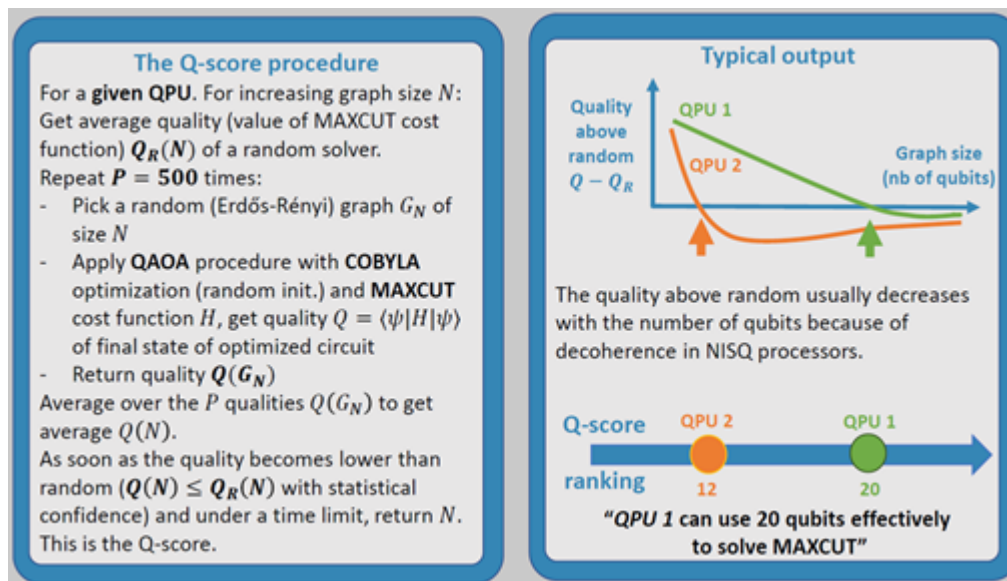 The Q-score procedure
For a given QPU. For increasing graph size N:
Get average quality (value of MAXCUT cost
function) Q_R(N) of a random solver.
Repeat P = 500 times:
- Pick a random (Erdős-Rényi) graph G_N of
size N
- Apply QAOA procedure with COBYLA
optimization (random init.) and MAXCUT
cost function H, get quality Q = ⟨ψ|H|ψ⟩
of final state of optimized circuit
- Return quality Q(G_N)
Average over the P qualities Q(G_N) to get
average Q(N).
As soon as the quality becomes lower than
random (Q(N) ≤ Q_R(N) with statistical
confidence) and under a time limit, return N.
This is the Q-score.
Typical output
Quality
above
random
Q − Q_R
QPU 1
QPU 2
Graph size
(nb of qubits)
The quality above random usually decreases
with the number of qubits because of
decoherence in NISQ processors.
Q-score
ranking
QPU 2
QPU 1
12
20
“QPU 1 can use 20 qubits effectively
to solve MAXCUT”